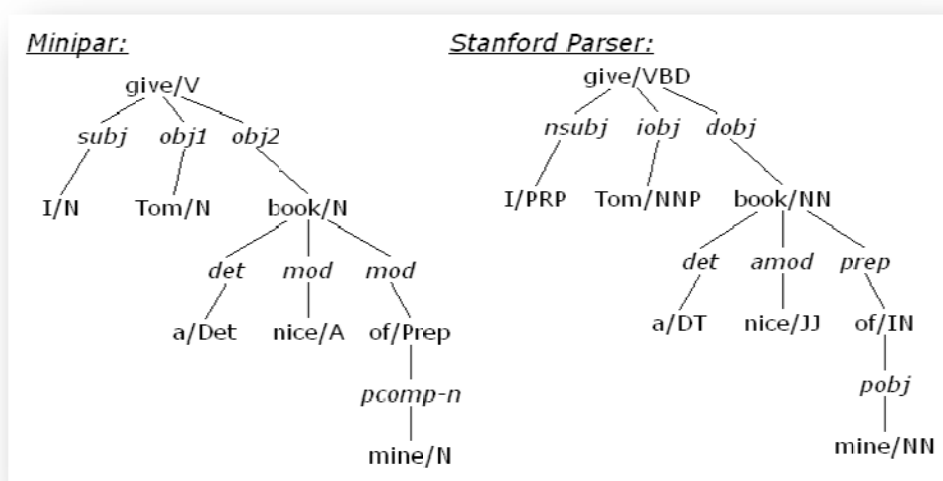 Minipar:
give/V
subj obj1 obj2
I/N Tom/N book/N
det mod mod
a/Det nice/A of/Prep
pcomp-n
mine/N
Stanford Parser:
give/VBD
nsubj iobj dobj
I/PRP Tom/NNP book/NN
det amod prep
a/DT nice/JJ of/IN
pobj
mine/NN